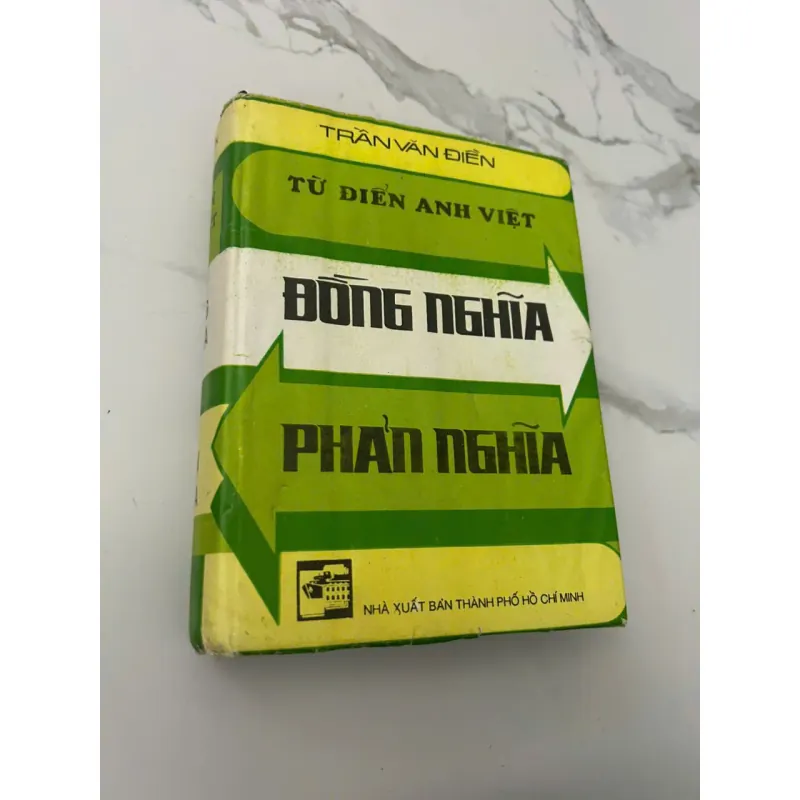 TRẦN VĂN ĐIỀN
TỪ ĐIỂN ANH VIỆT
ĐỒNG NGHĨA
PHẢN NGHĨA
NHÀ XUẤT BẢN THÀNH PHỐ HỒ CHÍ MINH